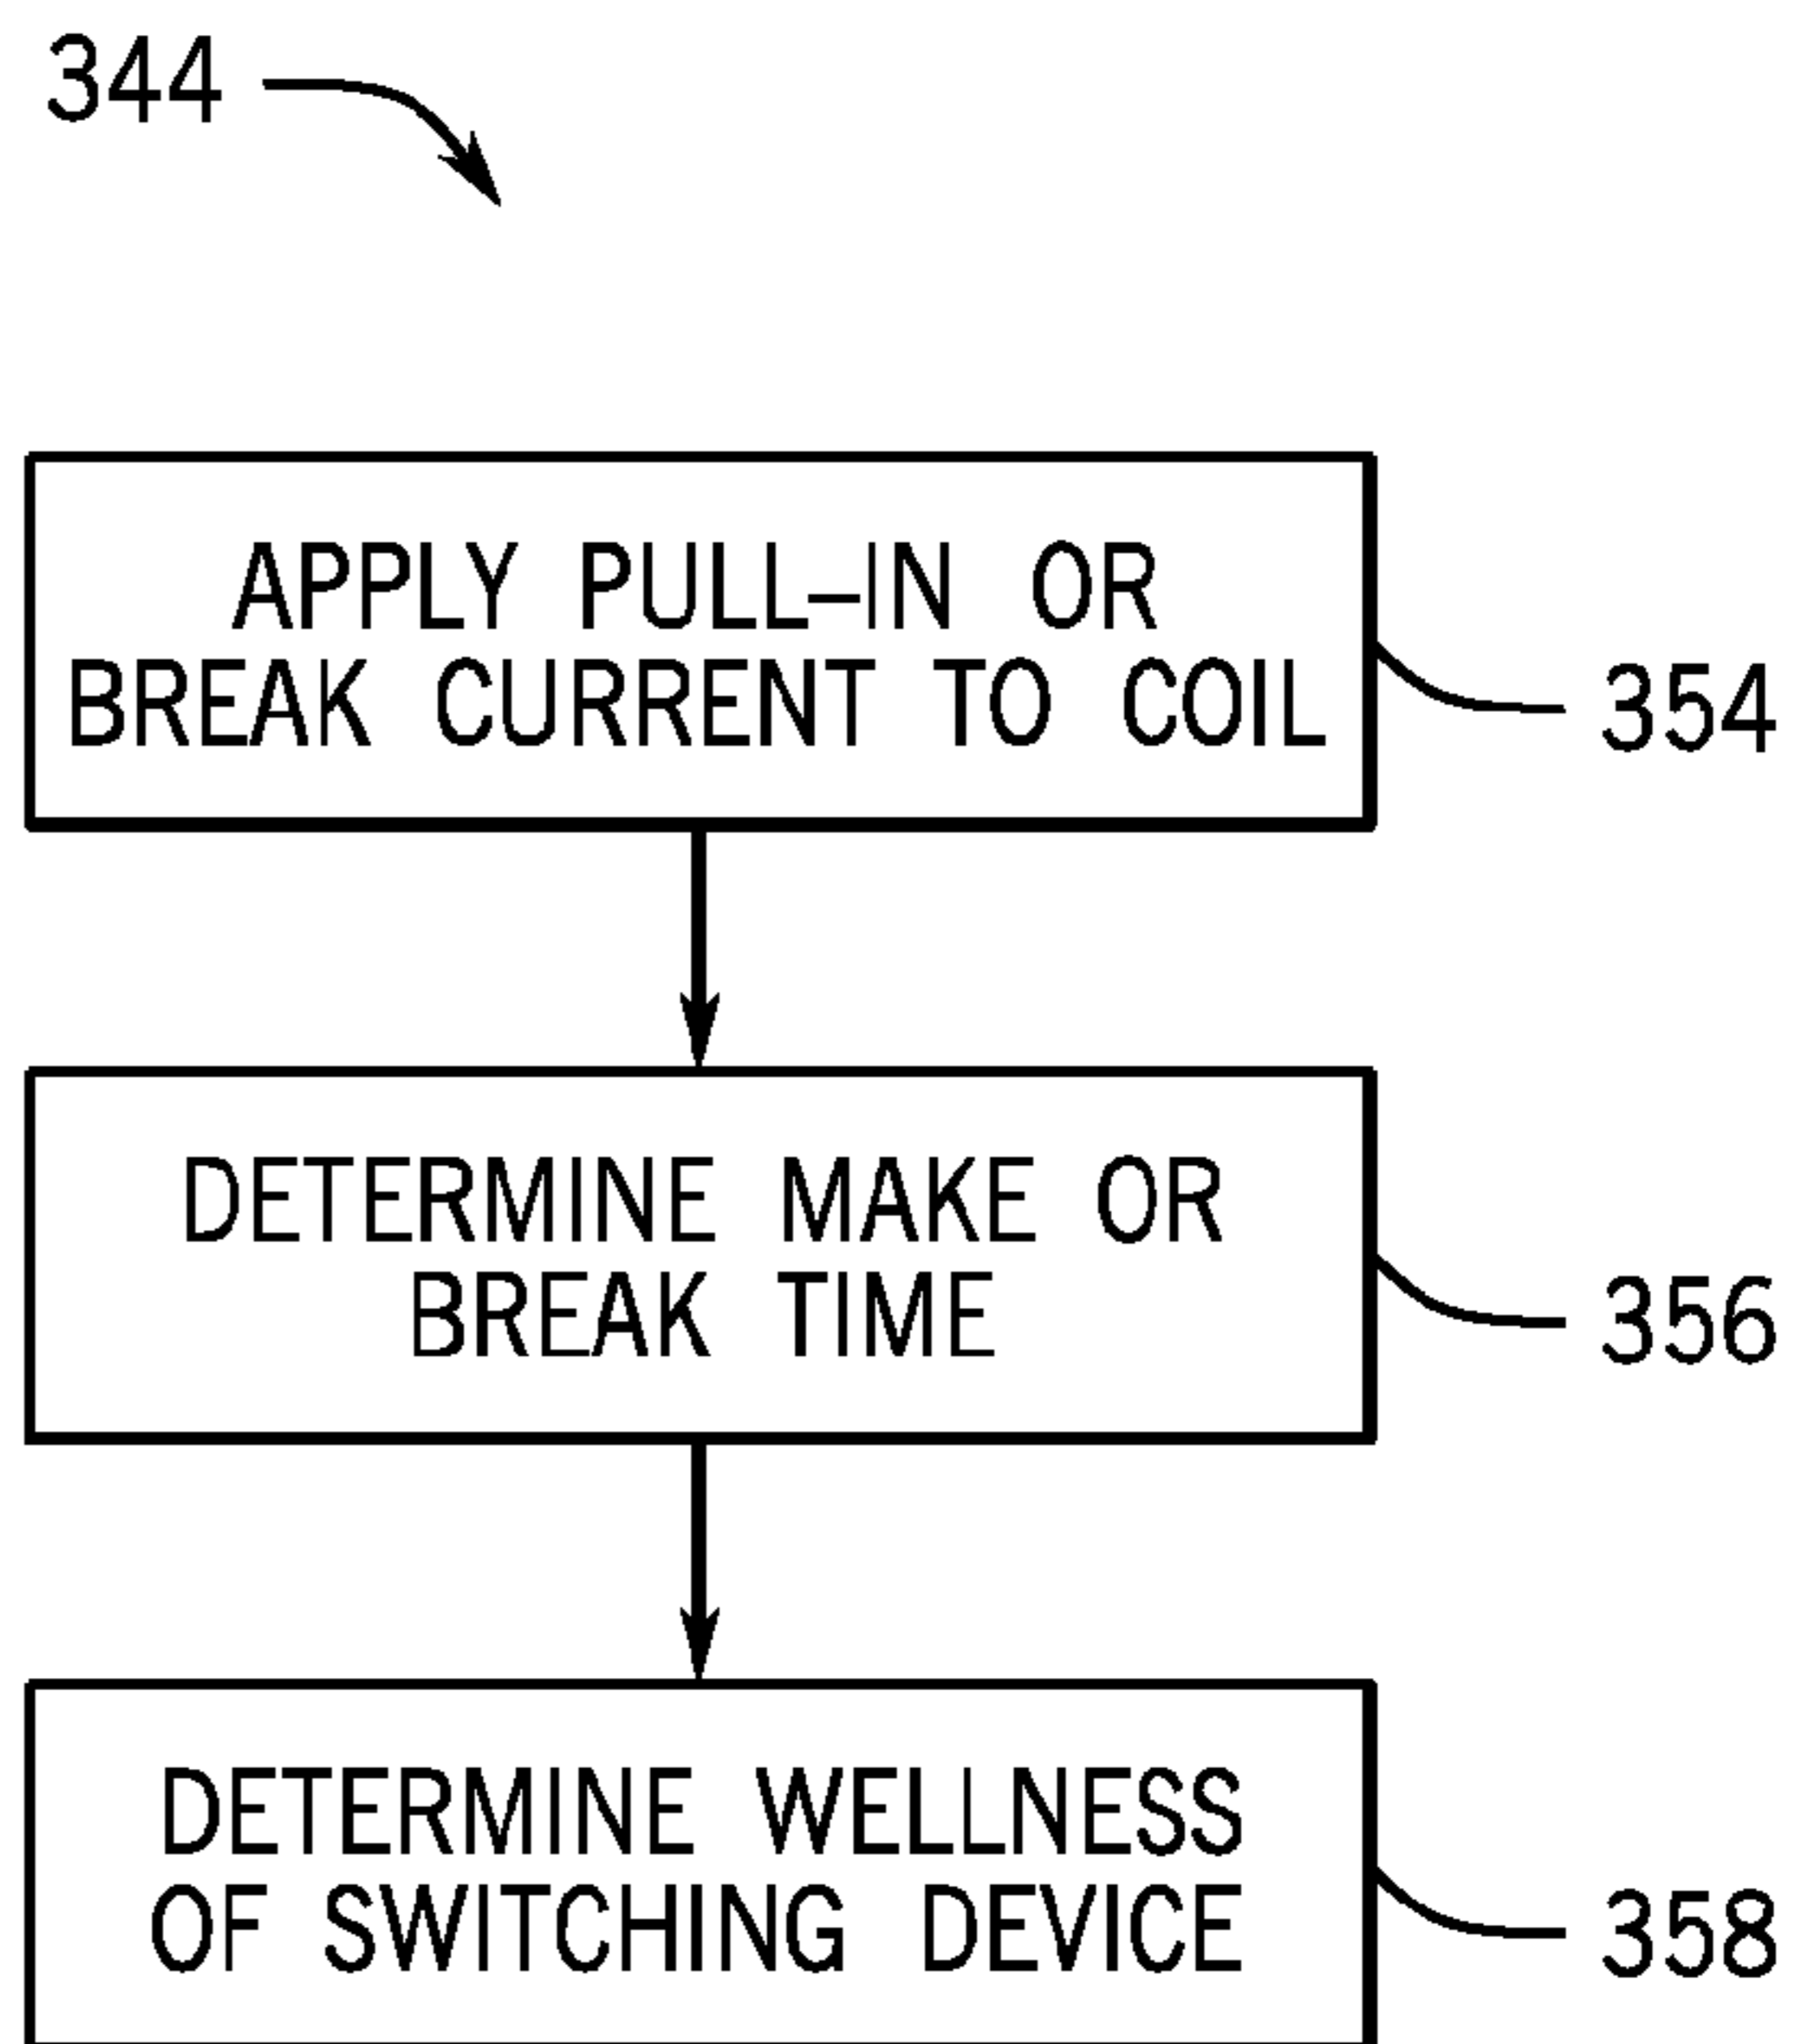 344
APPLY PULL–IN OR
BREAK CURRENT TO COIL
354
DETERMINE MAKE OR
BREAK TIME
356
DETERMINE WELLNESS
OF SWITCHING DEVICE
358